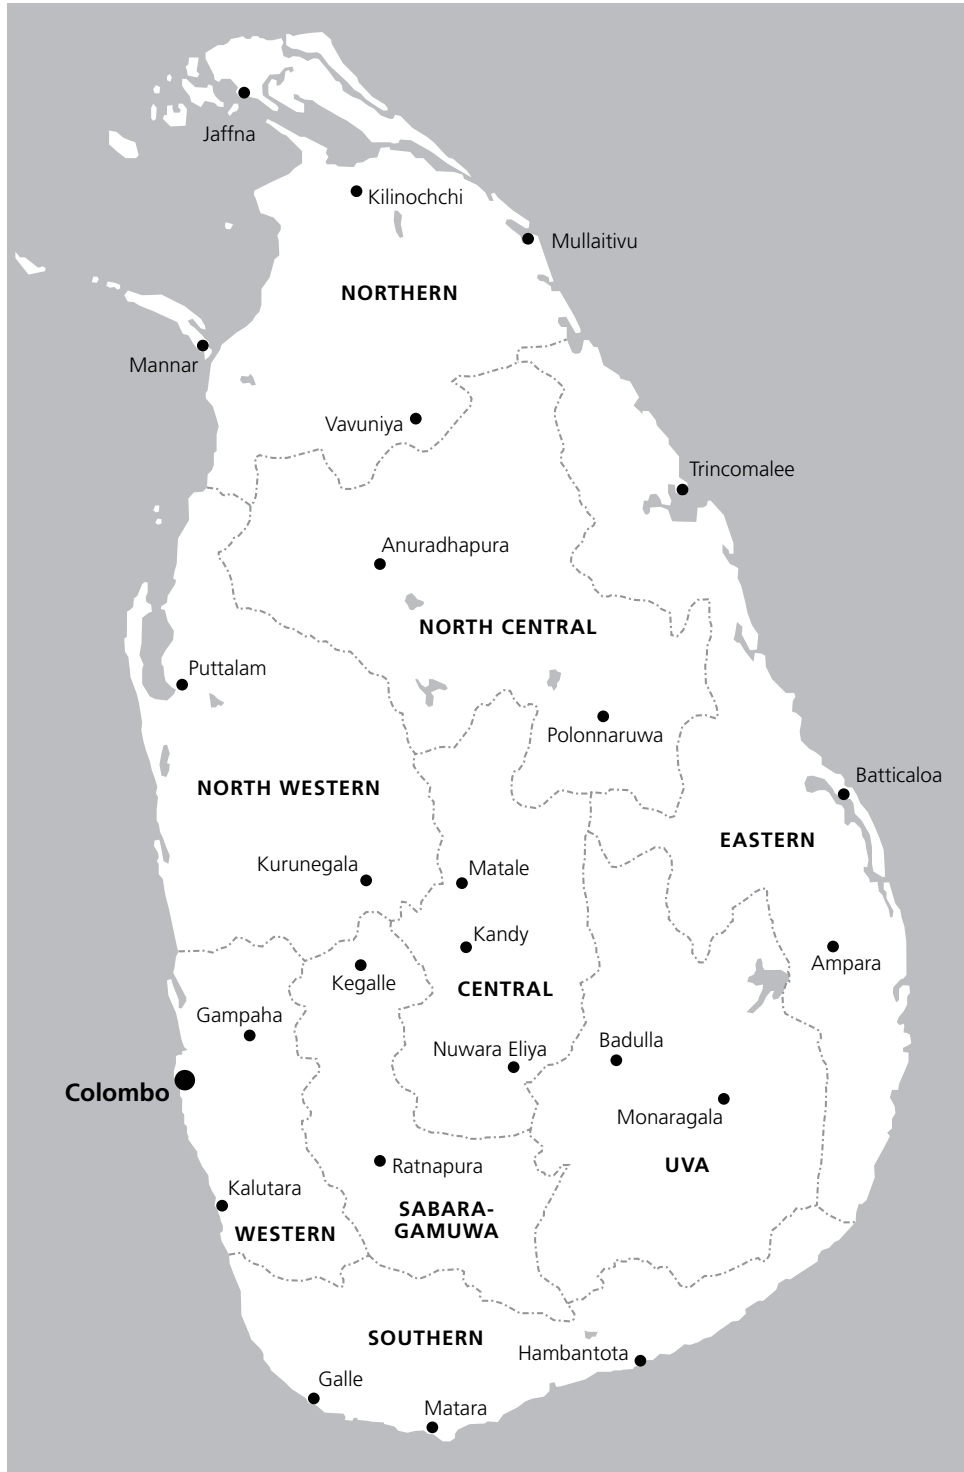 Jaffna
Kilinochchi
Mullaitivu
NORTHERN
Mannar
Vavuniya
Trincomalee
Anuradhapura
NORTH CENTRAL
Puttalam
Polonnaruwa
Batticaloa
NORTH WESTERN
EASTERN
Kurunegala
Matale
Kandy
Ampara
Kegalle
CENTRAL
Gampaha
Badulla
Nuwara Eliya
Colombo
Monaragala
Ratnapura
UVA
Kalutara
SABARA-
GAMUWA
WESTERN
SOUTHERN
Hambantota
Galle
Matara